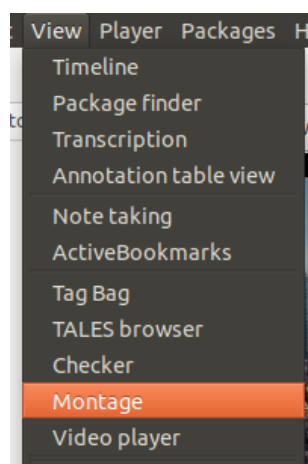 View Player Packages H
Timeline
Package finder
Transcription
Annotation table view
Note taking
ActiveBookmarks
Tag Bag
TALES browser
Checker
Montage
Video player